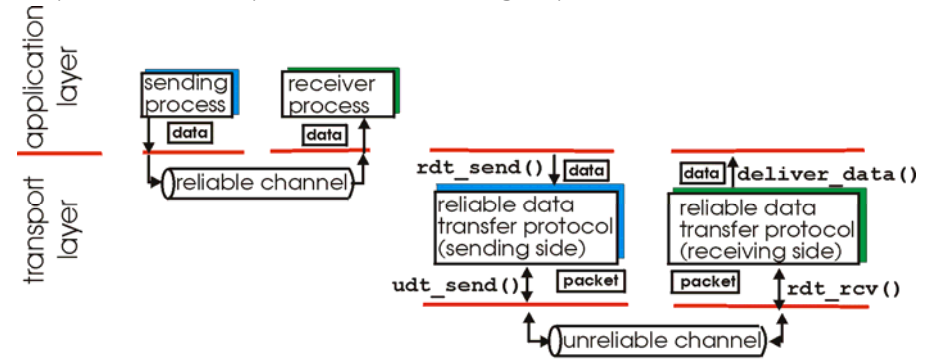 application
layer
transport
layer
sending
process
receiver
process
data
data
reliable channel
rdt_send()
data
data
deliver_data()
reliable data
transfer protocol
(sending side)
reliable data
transfer protocol
(receiving side)
udt_send()
packet
packet
rdt_rcv()
unreliable channel